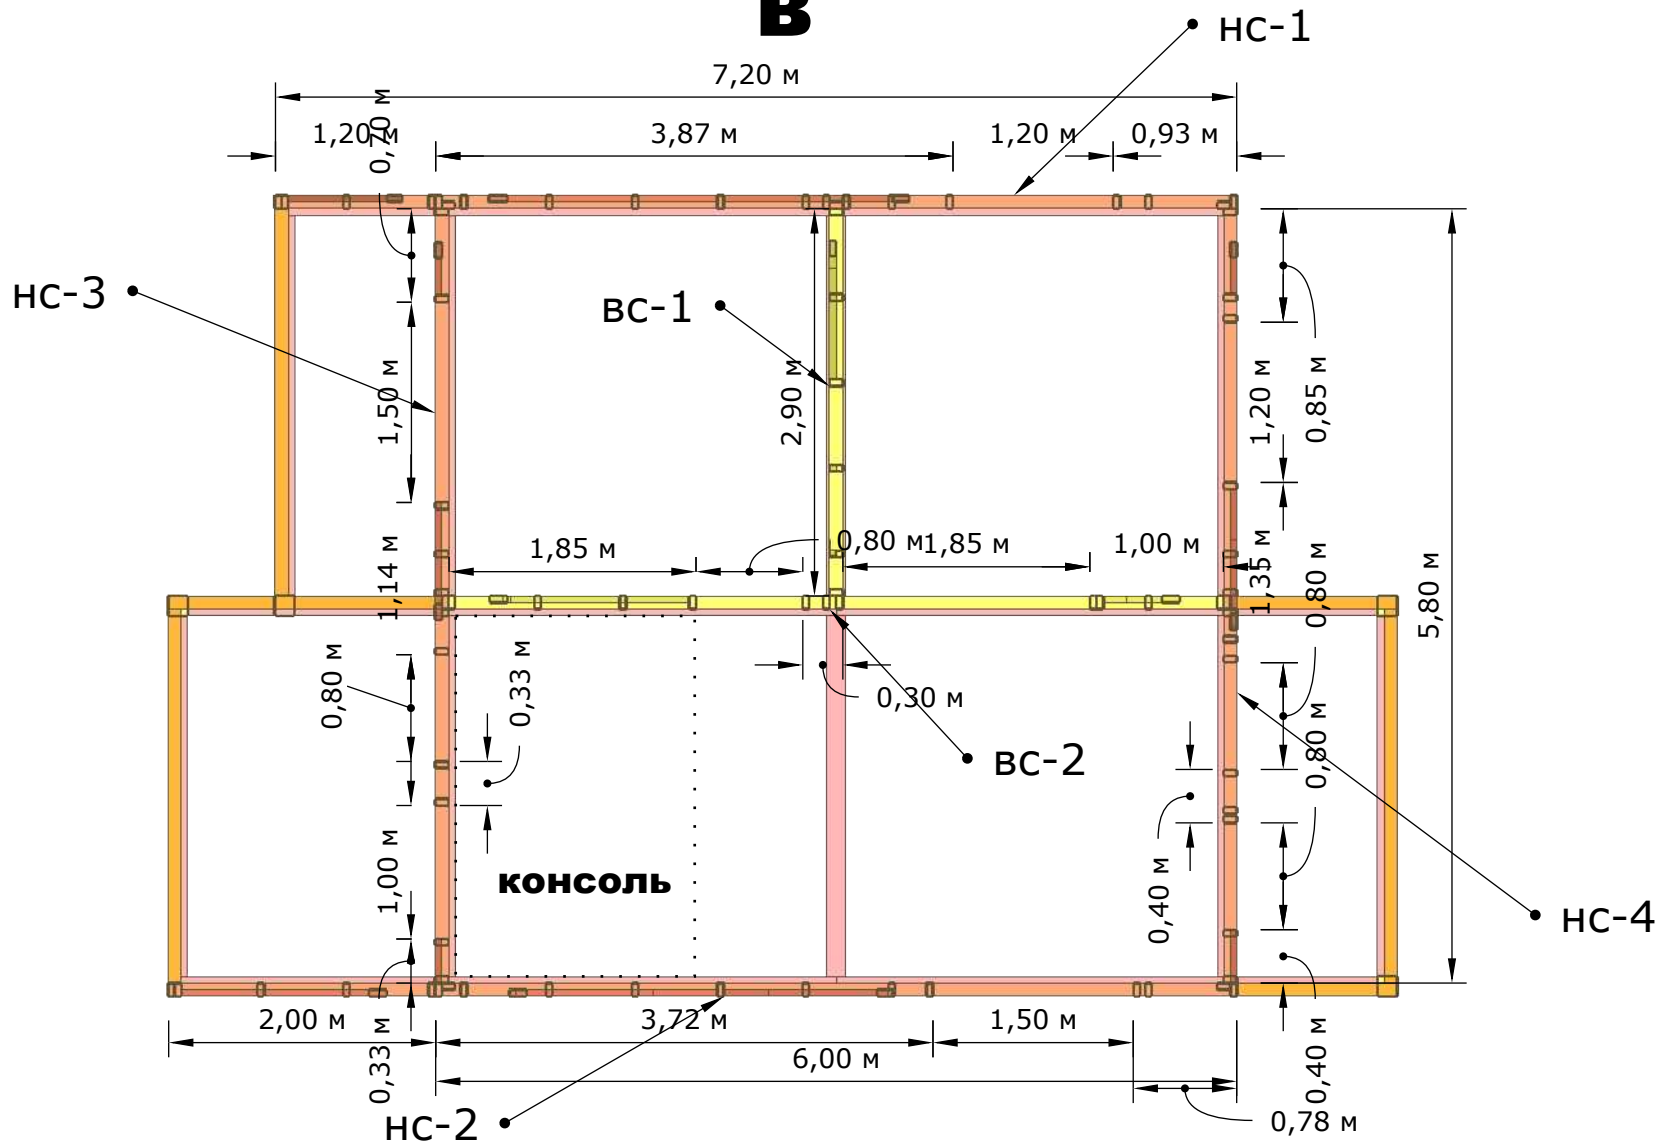 В
нс-1
7,20 м
1,20 м
0,70 м
3,87 м
1,20 м
0,93 м
нс-3
вс-1
1,50 м
2,90 м
1,20 м
0,85 м
1,85 м
0,80 м
1,85 м
1,00 м
1,14 м
1,35 м
0,80 м
5,80 м
0,80 м
0,33 м
0,30 м
вс-2
0,80 м
1,00 м
консоль
0,40 м
нс-4
2,00 м
3,72 м
1,50 м
0,33 м
6,00 м
0,40 м
нс-2
0,78 м